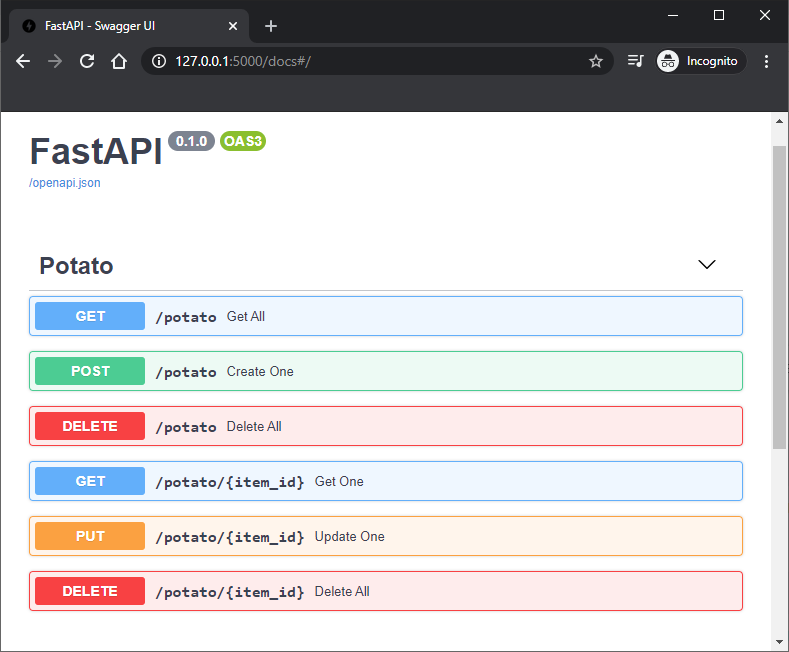 FastAPI - Swagger UI
127.0.0.1:5000/docs#/
Incognito
FastAPI 0.1.0 OAS3
/openapi.json
Potato
GET /potato Get All
POST /potato Create One
DELETE /potato Delete All
GET /potato/{item_id} Get One
PUT /potato/{item_id} Update One
DELETE /potato/{item_id} Delete All